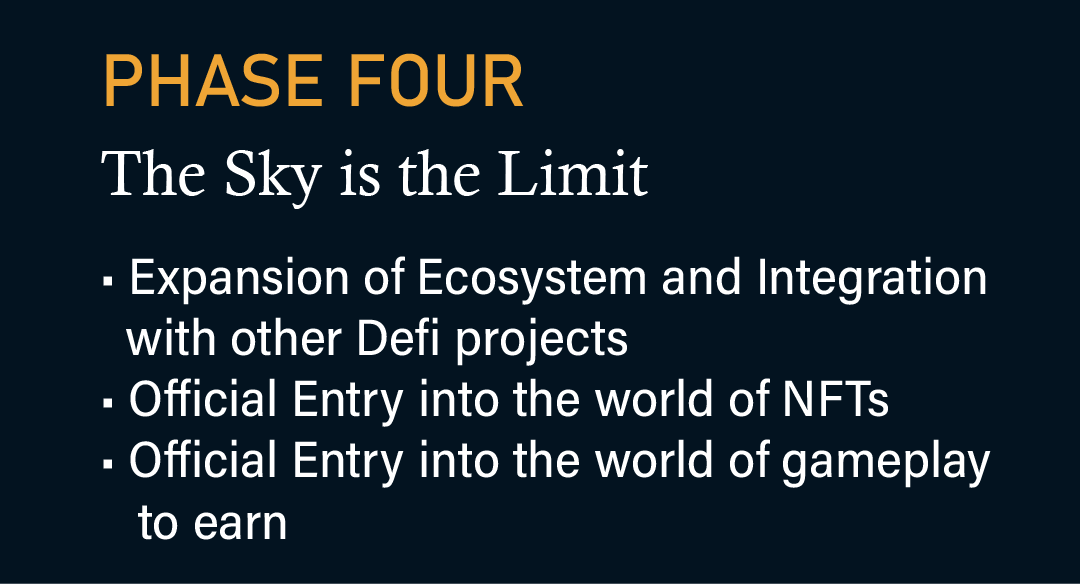 PHASE FOUR
The Sky is the Limit
▪ Expansion of Ecosystem and Integration
with other Defi projects
▪ Official Entry into the world of NFTs
▪ Official Entry into the world of gameplay
to earn